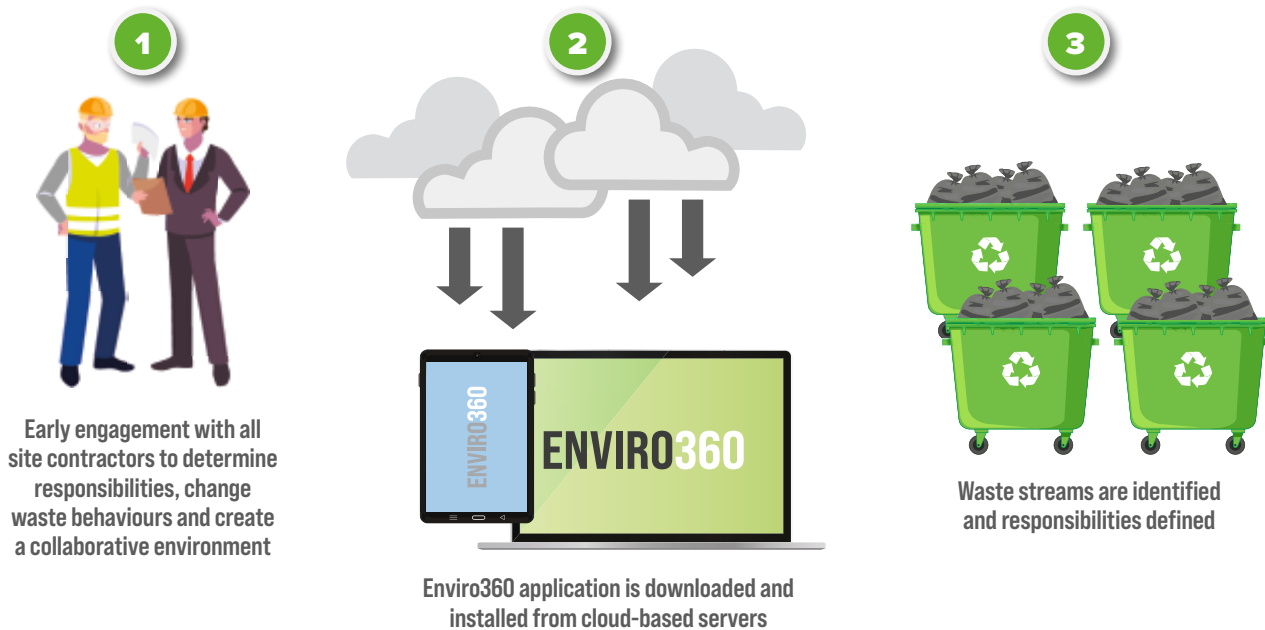 1
Early engagement with all
site contractors to determine
responsibilities, change
waste behaviours and create
a collaborative environment
2
ENVIRO360
ENVIRO360
Enviro360 application is downloaded and
installed from cloud-based servers
3
Waste streams are identified
and responsibilities defined